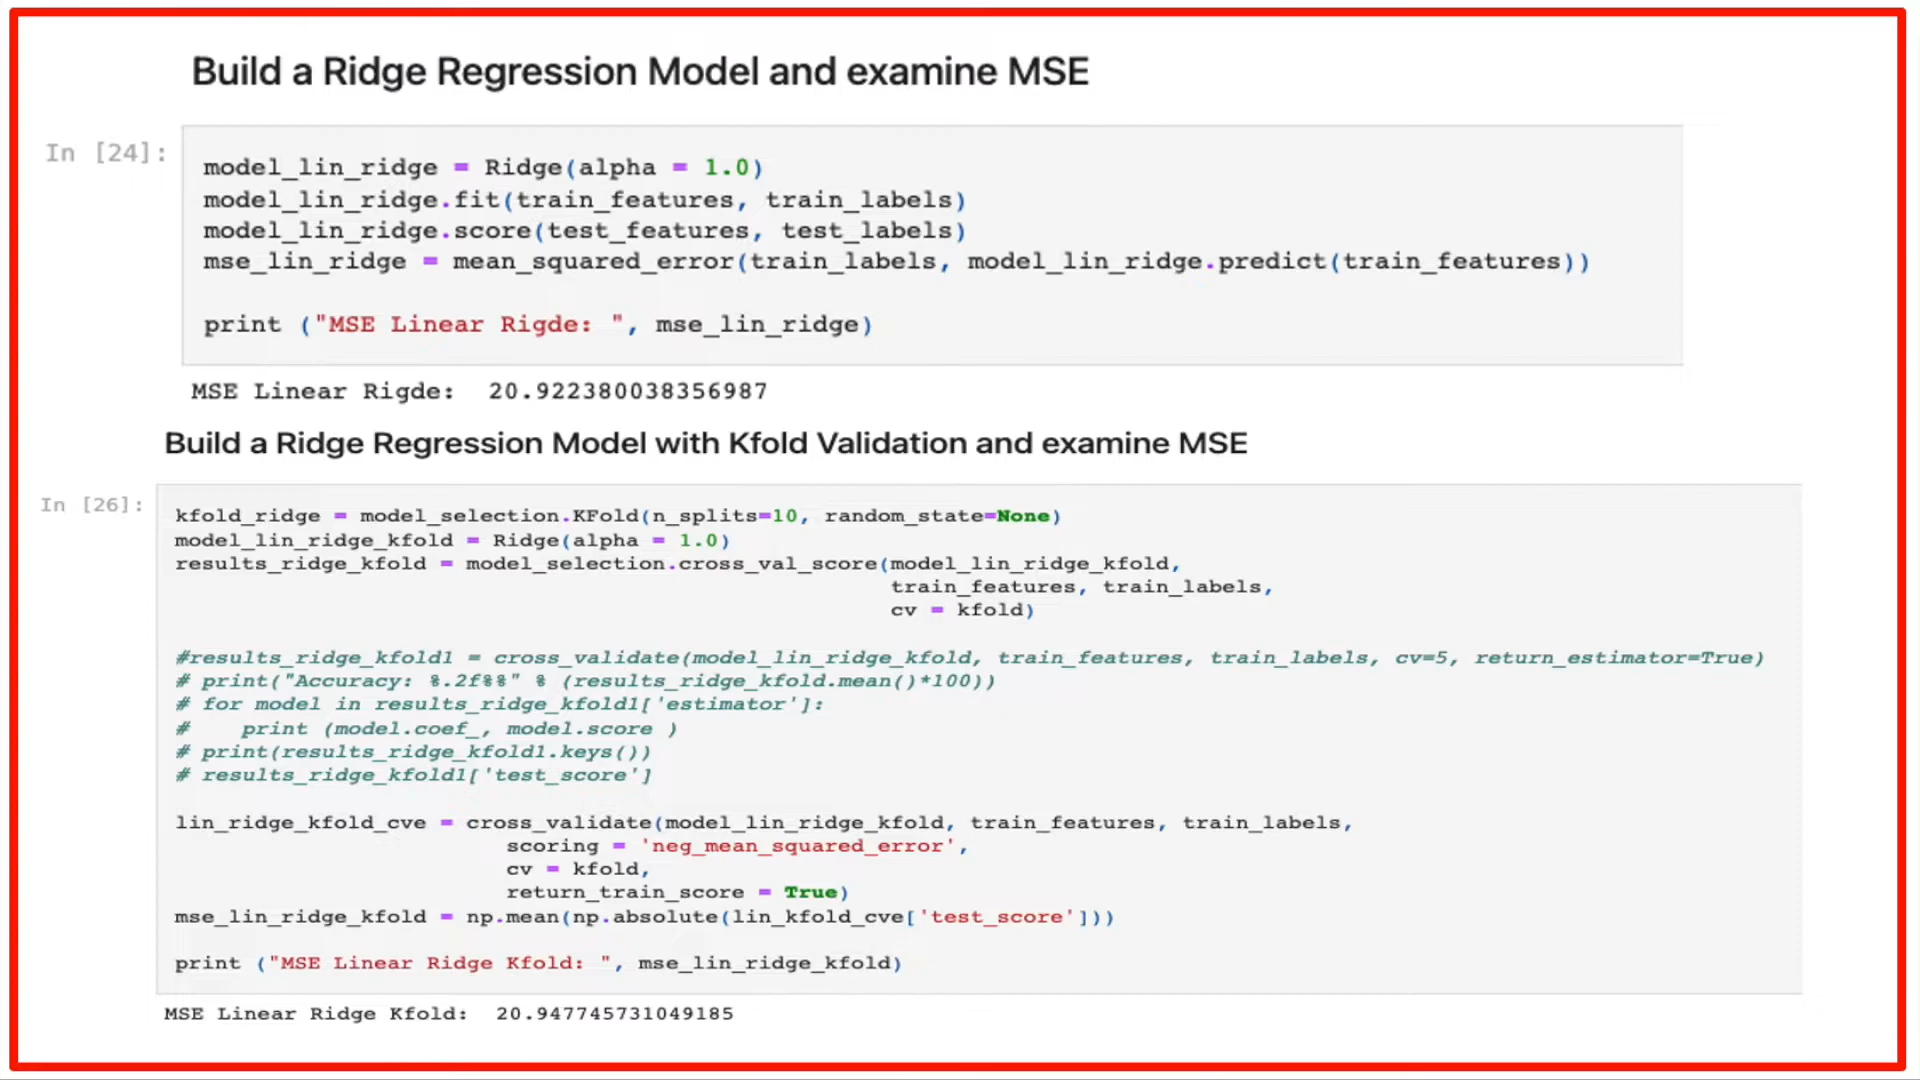 Build a Ridge Regression Model and examine MSE
In [24]:
model_lin_ridge = Ridge(alpha = 1.0)
model_lin_ridge.fit(train_features, train_labels)
model_lin_ridge.score(test_features, test_labels)
mse_lin_ridge = mean_squared_error(train_labels, model_lin_ridge.predict(train_features))
print ("MSE Linear Rigde: ", mse_lin_ridge)
MSE Linear Rigde:  20.922380038356987
Build a Ridge Regression Model with Kfold Validation and examine MSE
In [26]:
kfold_ridge = model_selection.KFold(n_splits=10, random_state=None)
model_lin_ridge_kfold = Ridge(alpha = 1.0)
results_ridge_kfold = model_selection.cross_val_score(model_lin_ridge_kfold,
train_features, train_labels,
cv = kfold)
#results_ridge_kfold1 = cross_validate(model_lin_ridge_kfold, train_features, train_labels, cv=5, return_estimator=True)
# print("Accuracy: %.2f%%" % (results_ridge_kfold.mean()*100))
# for model in results_ridge_kfold1['estimator']:
#    print (model.coef_, model.score )
# print(results_ridge_kfold1.keys())
# results_ridge_kfold1['test_score']
lin_ridge_kfold_cve = cross_validate(model_lin_ridge_kfold, train_features, train_labels,
scoring = 'neg_mean_squared_error',
cv = kfold,
return_train_score = True)
mse_lin_ridge_kfold = np.mean(np.absolute(lin_kfold_cve['test_score']))
print ("MSE Linear Ridge Kfold: ", mse_lin_ridge_kfold)
MSE Linear Ridge Kfold:  20.947745731049185